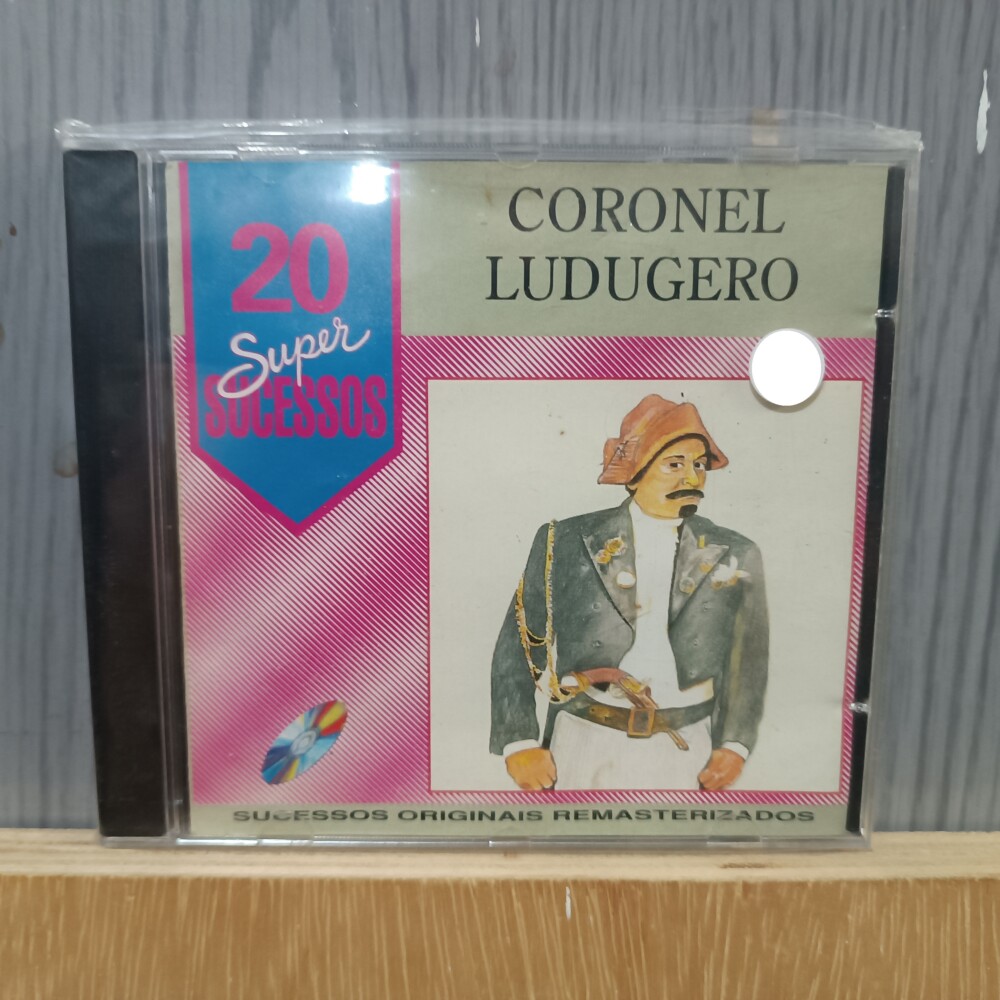 20
Super
SUCESSOS
CORONEL
LUDUGERO
SUCESSOS ORIGINAIS REMASTERIZADOS